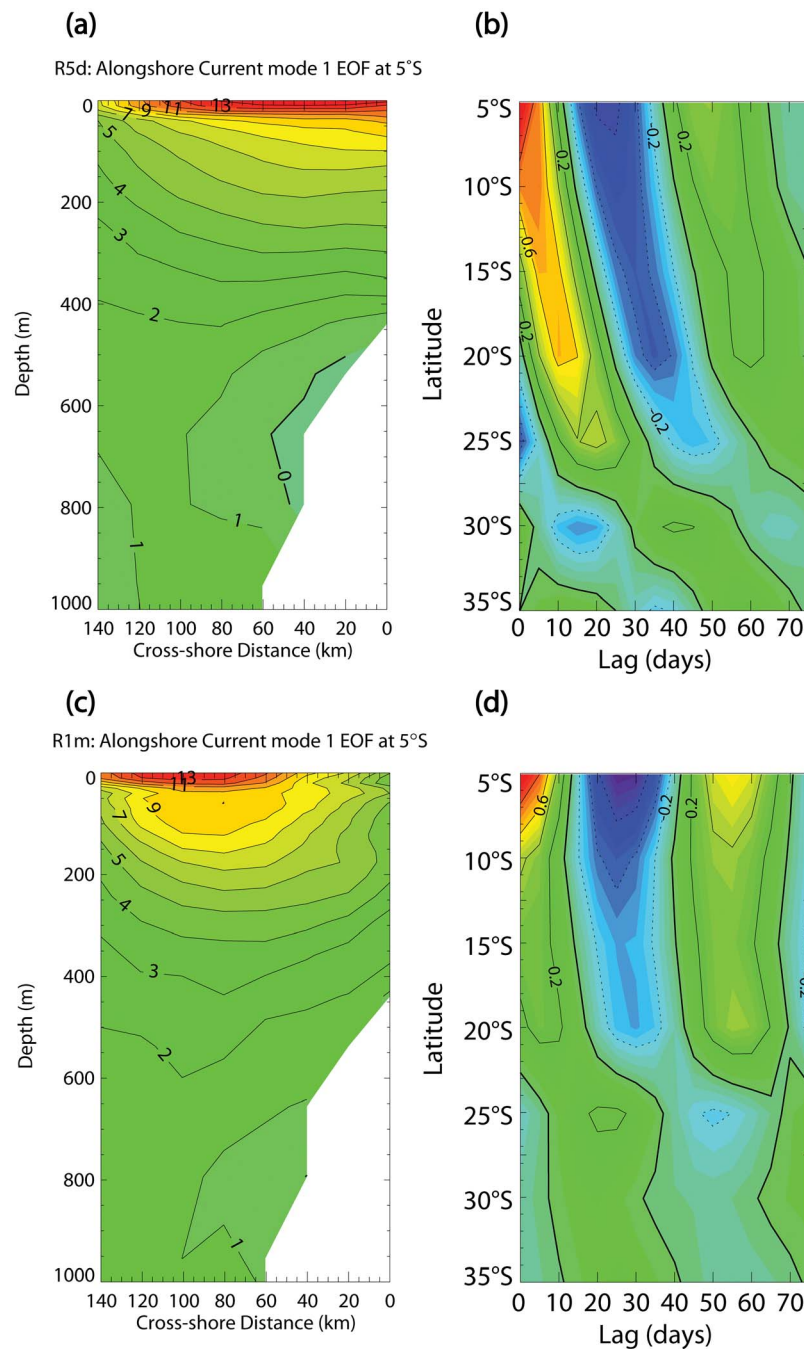 (a)
R5d: Alongshore Current mode 1 EOF at 5°S
0
200
400
600
800
1000
Depth (m)
5
7
9
11
13
4
3
2
1
0
1
140 120 100 80 60 40 20 0
Cross-shore Distance (km)
(b)
5°S
10°S
15°S
20°S
25°S
30°S
35°S
Latitude
0.2
0.2
0.6
0.2
-0.2
0 10 20 30 40 50 60 70
Lag (days)
(c)
R1m: Alongshore Current mode 1 EOF at 5°S
0
200
400
600
800
1000
Depth (m)
13
11
9
7
5
4
3
2
1
140 120 100 80 60 40 20 0
Cross-shore Distance (km)
(d)
5°S
10°S
15°S
20°S
25°S
30°S
35°S
Latitude
0.6
-0.2
0.2
0.2
0 10 20 30 40 50 60 70
Lag (days)